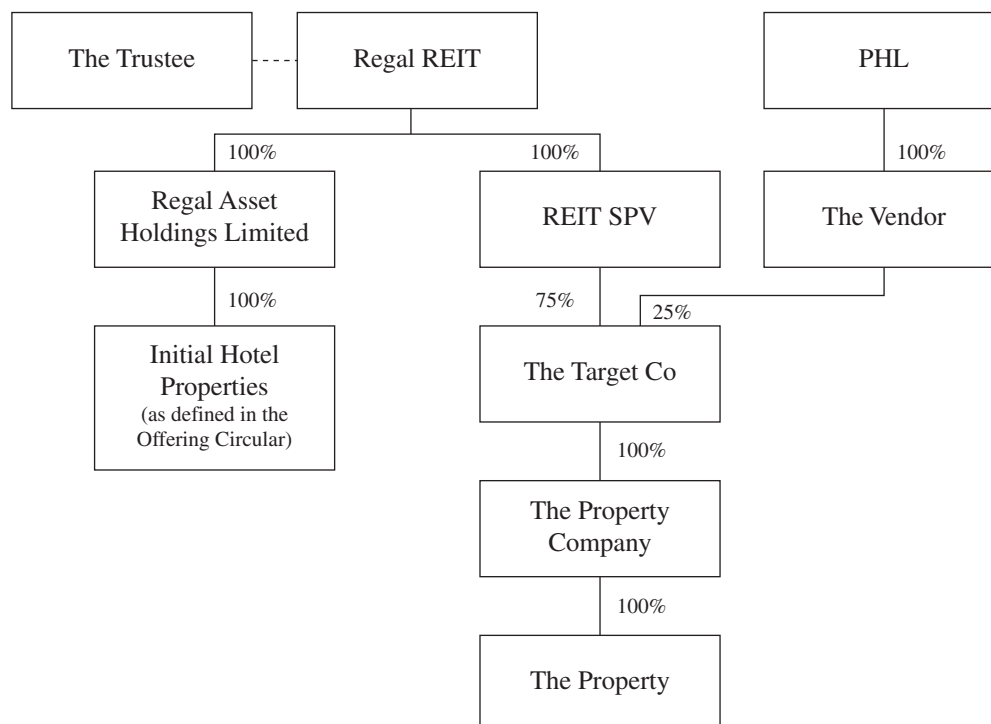 The Trustee
Regal REIT
PHL
100%
100%
100%
Regal Asset
Holdings Limited
REIT SPV
The Vendor
100%
75%
25%
Initial Hotel
Properties
(as defined in the
Offering Circular)
The Target Co
100%
The Property
Company
100%
The Property